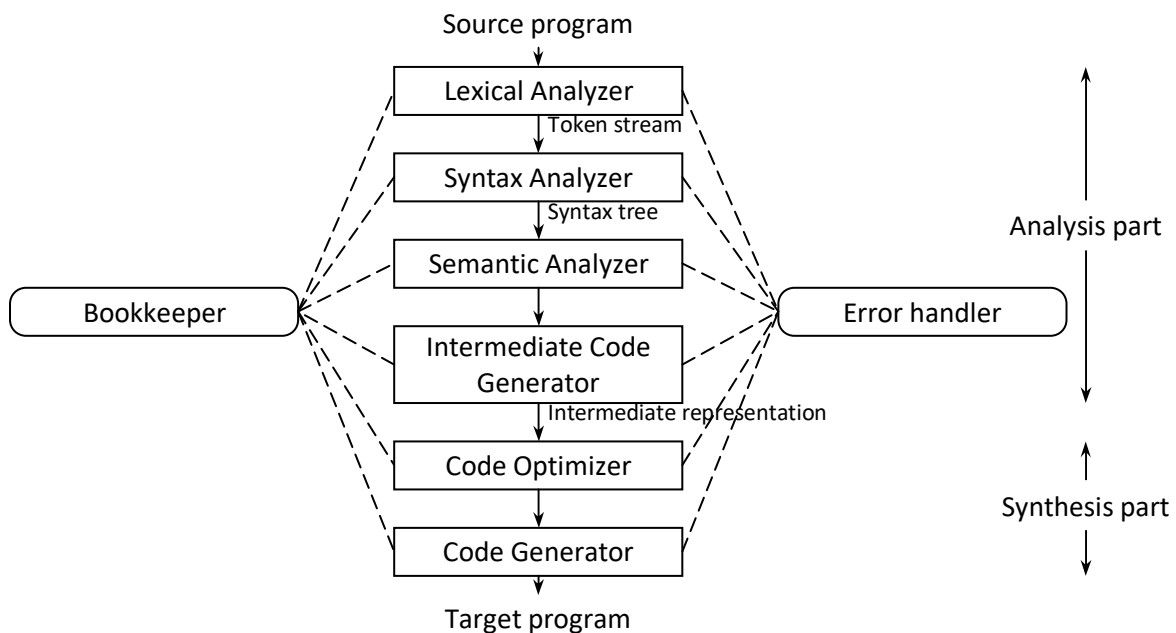 Source program
Lexical Analyzer
Token stream
Syntax Analyzer
Syntax tree
Analysis part
Semantic Analyzer
Bookkeeper
Error handler
Intermediate Code
Generator
Intermediate representation
Code Optimizer
Synthesis part
Code Generator
Target program